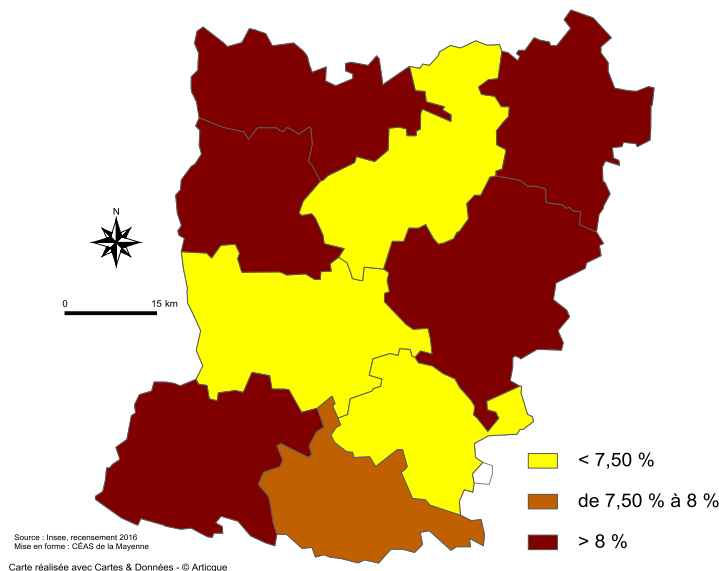 N
0 15 km
< 7,50 %
de 7,50 % à 8 %
> 8 %
Source : Insee, recensement 2016
Mise en forme : CÉAS de la Mayenne
Carte réalisée avec Cartes & Données - © Articque